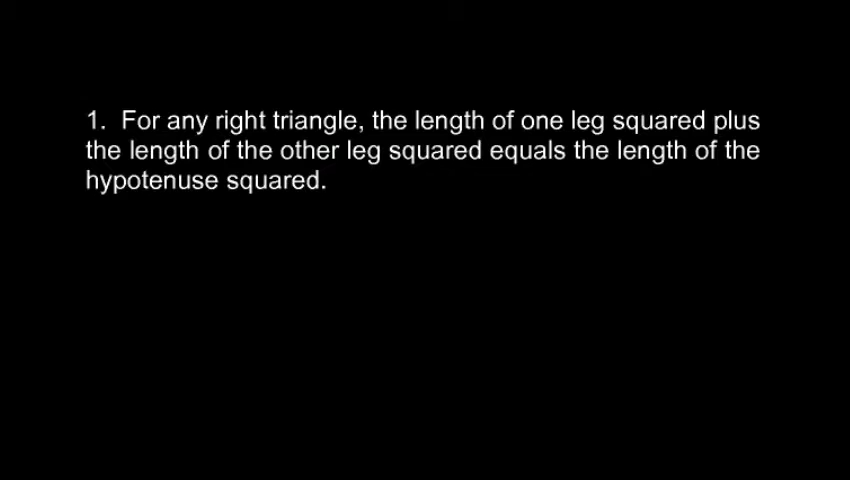 1.  For any right triangle, the length of one leg squared plus
the length of the other leg squared equals the length of the
hypotenuse squared.